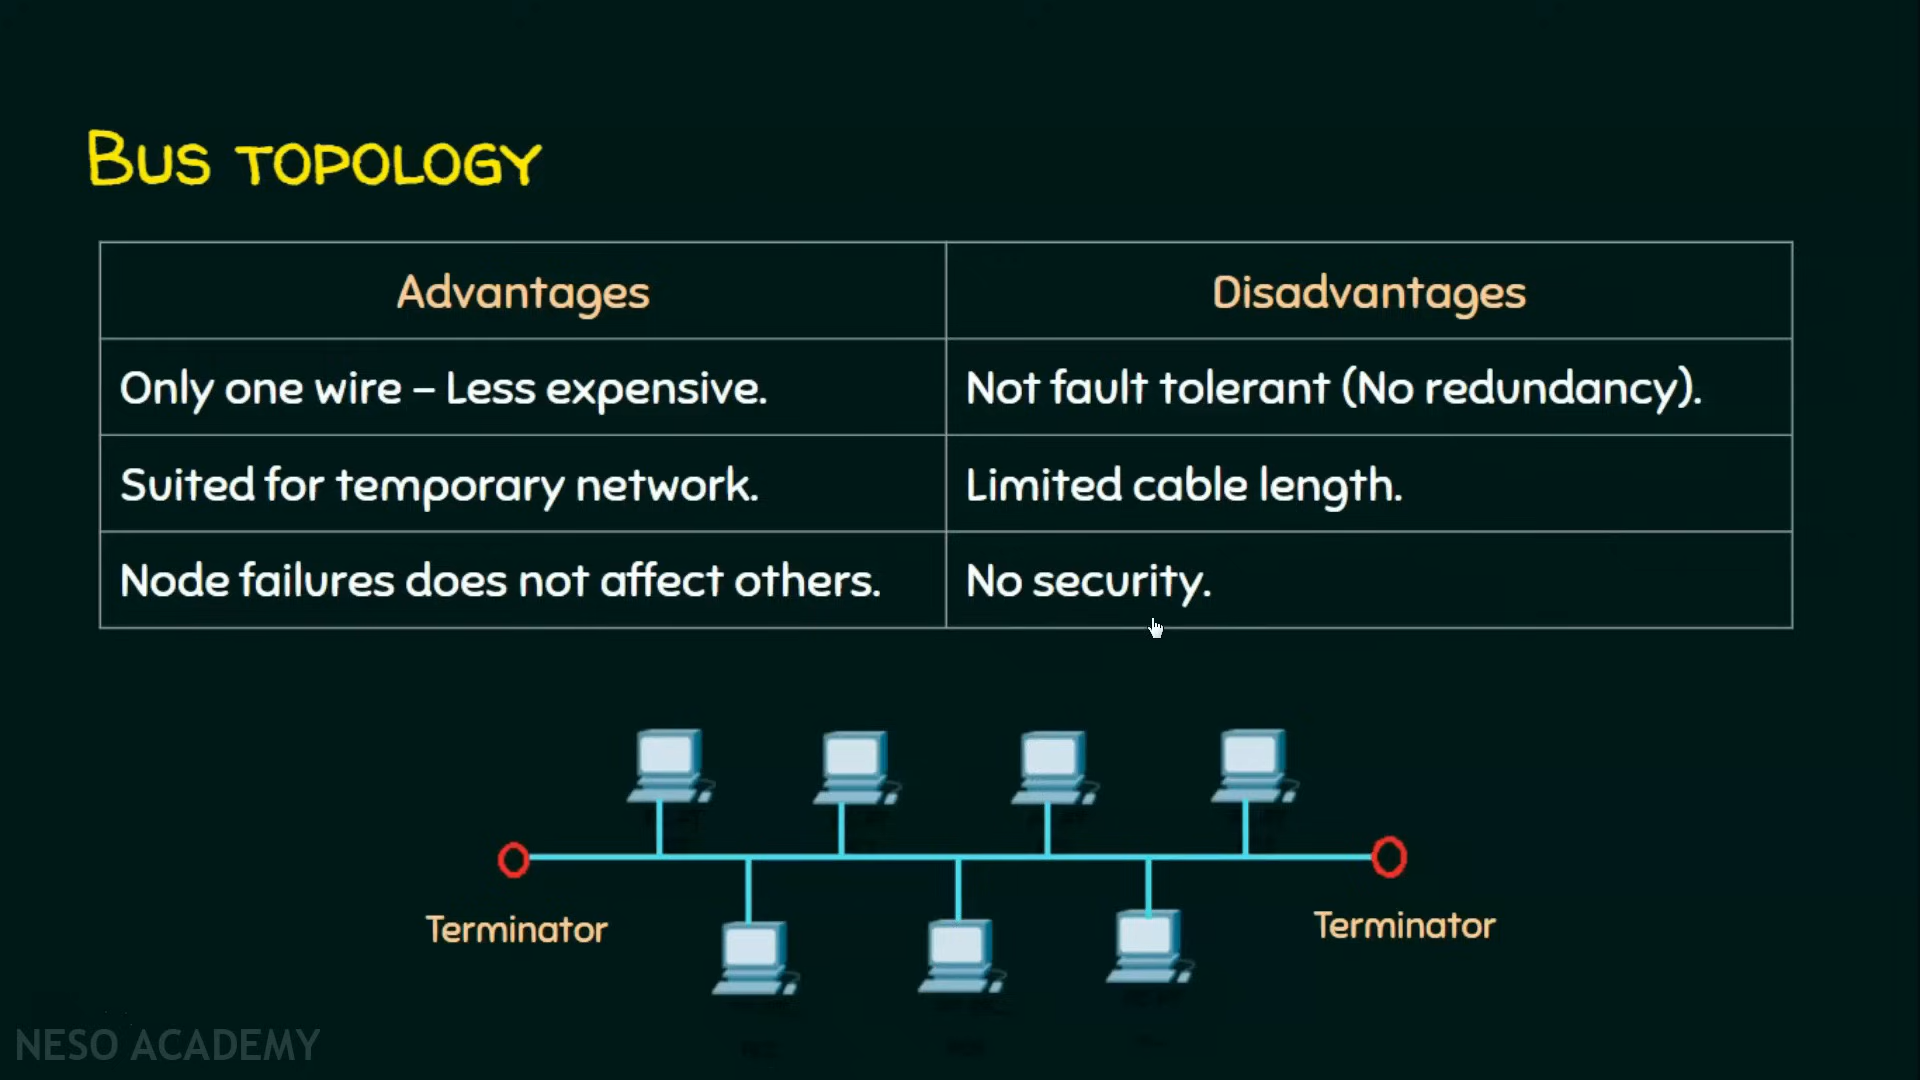 Bus topology
Advantages
Disadvantages
Only one wire – Less expensive.
Not fault tolerant (No redundancy).
Suited for temporary network.
Limited cable length.
Node failures does not affect others.
No security.
Terminator
Terminator
NESO ACADEMY